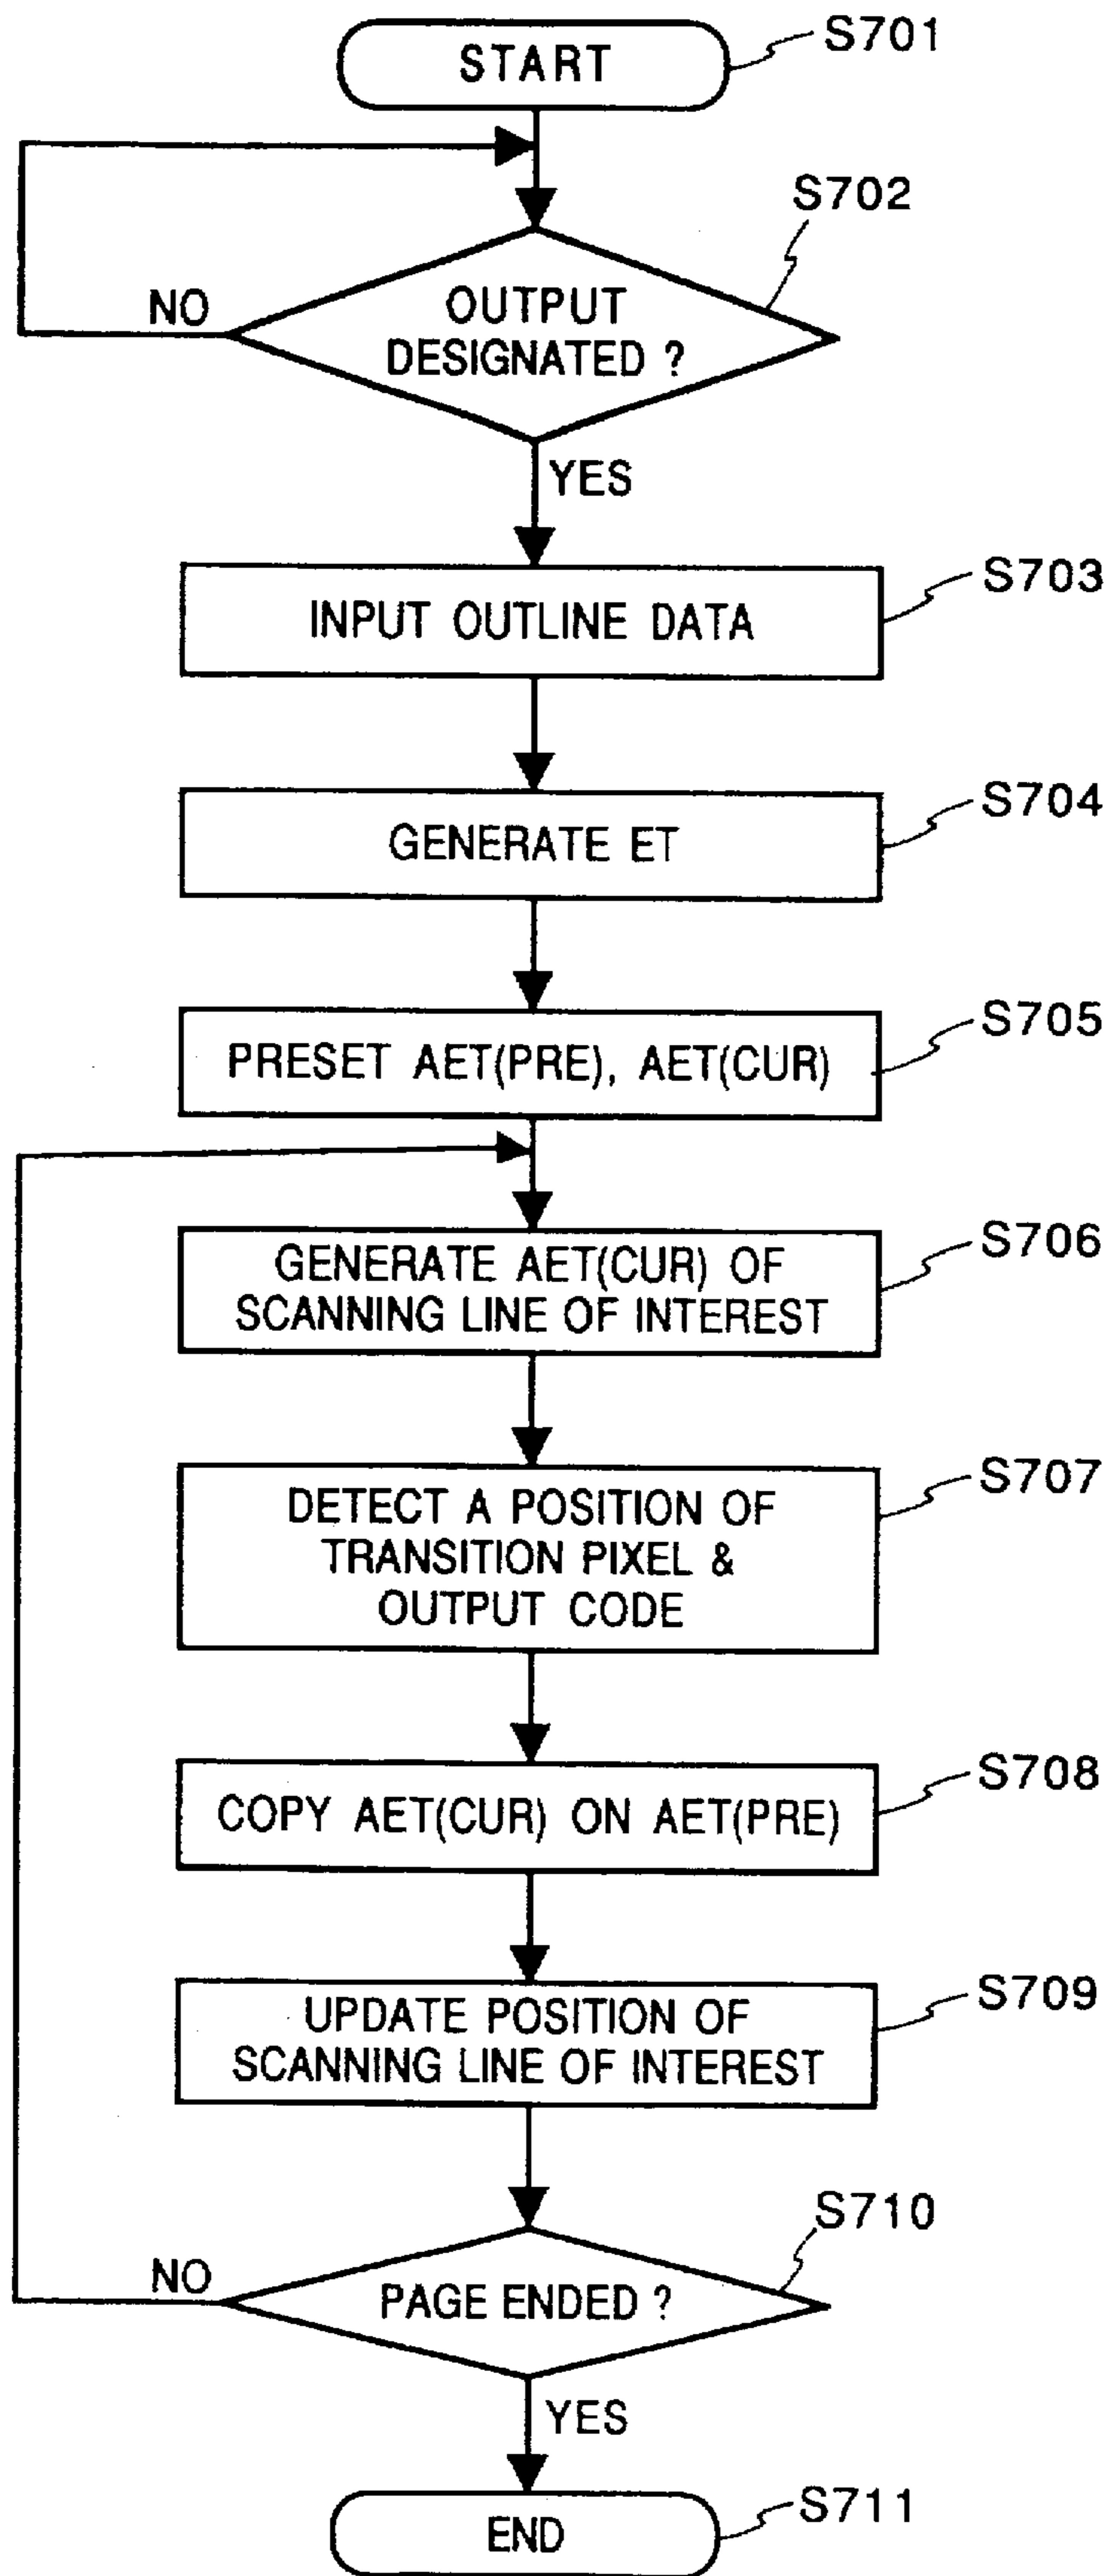 START
S701
S702
NO
OUTPUT
DESIGNATED ?
YES
S703
INPUT OUTLINE DATA
S704
GENERATE ET
S705
PRESET AET(PRE), AET(CUR)
S706
GENERATE AET(CUR) OF
SCANNING LINE OF INTEREST
S707
DETECT A POSITION OF
TRANSITION PIXEL &
OUTPUT CODE
S708
COPY AET(CUR) ON AET(PRE)
S709
UPDATE POSITION OF
SCANNING LINE OF INTEREST
S710
NO
PAGE ENDED ?
YES
S711
END